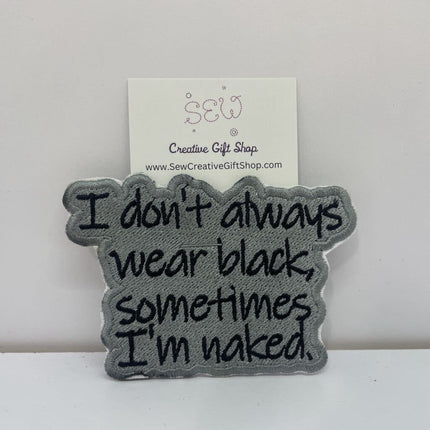 SEW
Creative Gift Shop
www.SewCreativeGiftShop.com
I don't always
wear black,
sometimes
I'm naked.